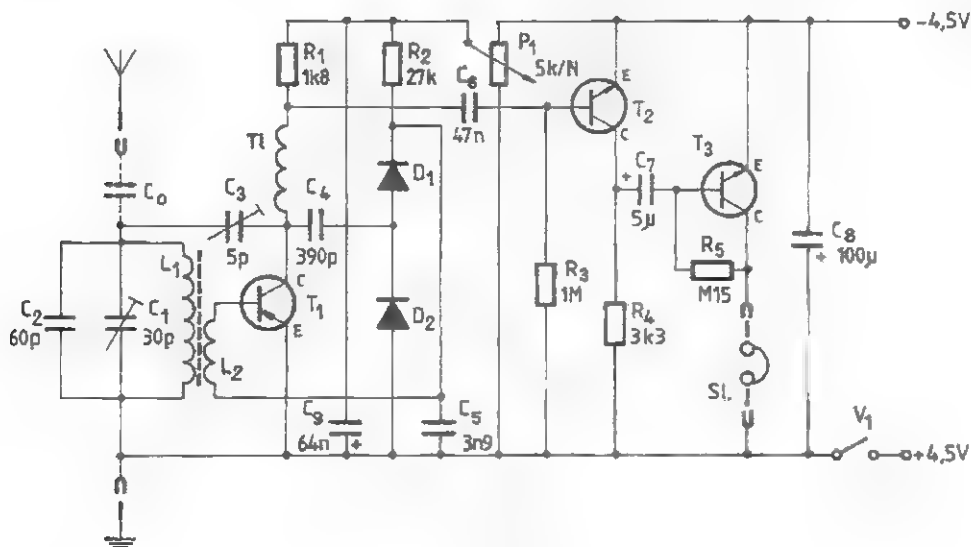 -4,5V
R1
1k8
R2
27k
P1
5k/N
C6
47n
E
T2
C
C0
Tl
C3
5p
C4
390p
D1
C7
5µ
T3
E
C
C8
100µ
+
+
R5
M15
L1
C2
60p
C1
30p
L2
C
T1
E
D2
R3
1M
R4
3k3
Sl.
C9
64n
+
C5
3n9
V1
+4,5V